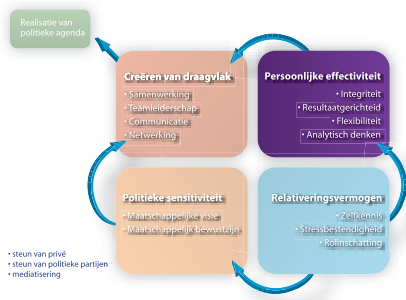 Realisatie van
politieke agenda
Creëren van draagvlak
• Samenwerking
• Teamleiderschap
• Communicatie
• Netwerking
Persoonlijke effectiviteit
• Integriteit
• Resultaatgerichteid
• Flexibiliteit
• Analytisch denken
Politieke sensitiviteit
• Maatschappelijke visie
• Maatschappelijk bewustzijn
Relativeringsvermogen
• Zelfkennis
• Stressbestendigheid
• Rolinschatting
• steun van privé
• steun van politieke partijen
• mediatisering